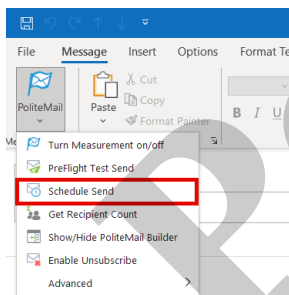 File Message Insert Options Format Te
PoliteMail
Paste
Cut
Copy
Format Painter
B I U
Me
Turn Measurement on/off
PreFlight Test Send
Schedule Send
Get Recipient Count
Show/Hide PoliteMail Builder
Enable Unsubscribe
Advanced